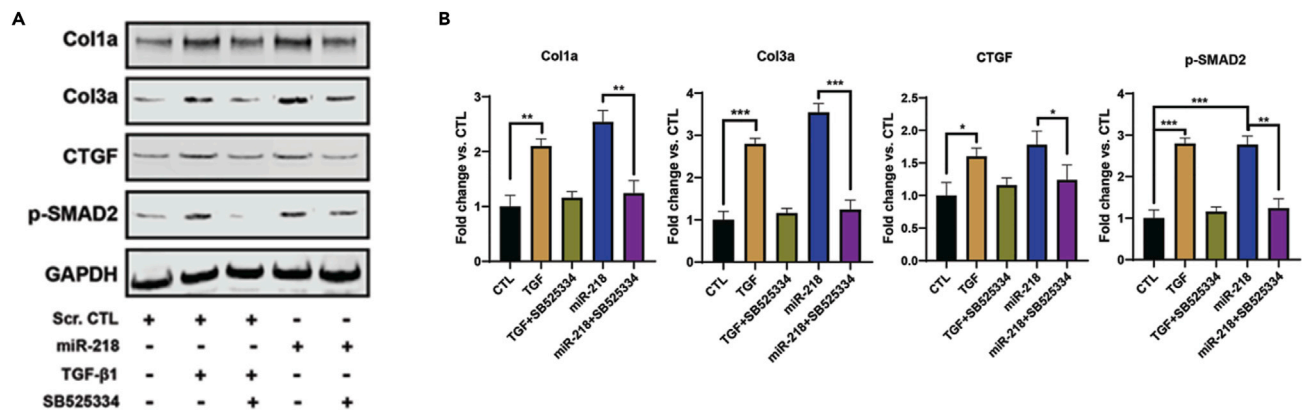 A
Col1a
Col3a
CTGF
p-SMAD2
GAPDH
Scr. CTL + + + - -
miR-218 - - - + +
TGF-β1 - + + - -
SB525334 - - + - +
B
Col1a
Fold change vs. CTL
3
2
1
0
**
**
CTL
TGF
TGF+SB525334
miR-218
miR-218+SB525334
Col3a
Fold change vs. CTL
4
3
2
1
0
***
***
CTL
TGF
TGF+SB525334
miR-218
miR-218+SB525334
CTGF
Fold change vs. CTL
2.5
2.0
1.5
1.0
0.5
0.0
*
*
CTL
TGF
TGF+SB525334
miR-218
miR-218+SB525334
p-SMAD2
Fold change vs. CTL
4
3
2
1
0
***
***
**
CTL
TGF
TGF+SB525334
miR-218
miR-218+SB525334